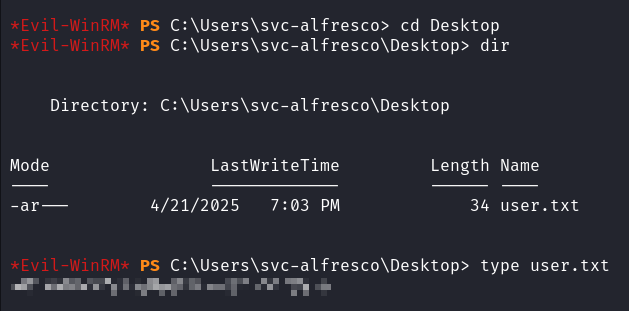 *Evil-WinRM* PS C:\Users\svc-alfresco> cd Desktop
*Evil-WinRM* PS C:\Users\svc-alfresco\Desktop> dir
Directory: C:\Users\svc-alfresco\Desktop
Mode LastWriteTime Length Name
---- ------------- ------ ----
-ar--- 4/21/2025 7:03 PM 34 user.txt
*Evil-WinRM* PS C:\Users\svc-alfresco\Desktop> type user.txt